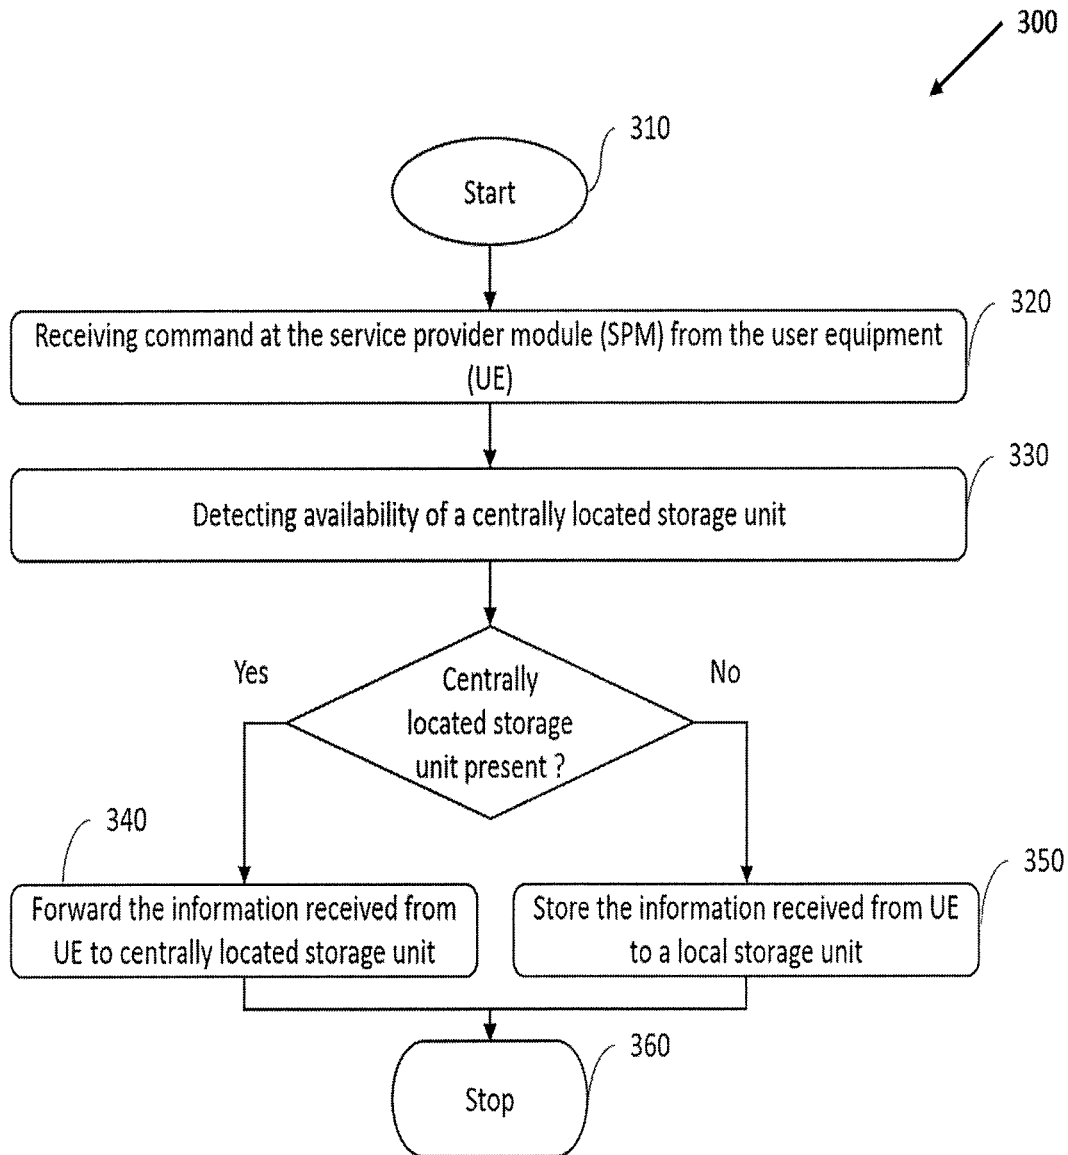 300
310
Start
320
Receiving command at the service provider module (SPM) from the user equipment
(UE)
330
Detecting availability of a centrally located storage unit
Yes
No
Centrally
located storage
unit present ?
340
350
Forward the information received from
UE to centrally located storage unit
Store the information received from UE
to a local storage unit
360
Stop